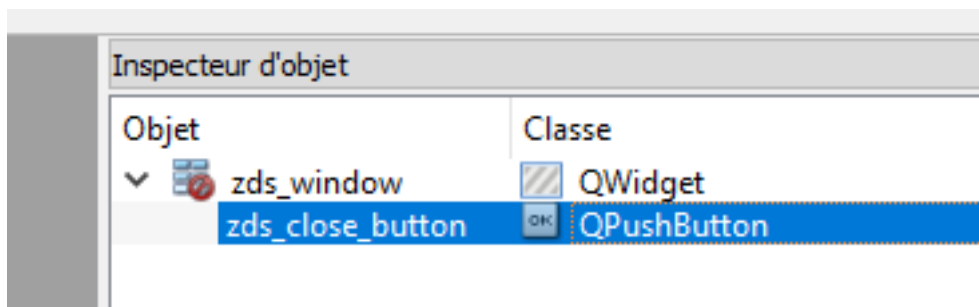 Inspecteur d'objet
Objet Classe
zds_window QWidget
zds_close_button OK QPushButton